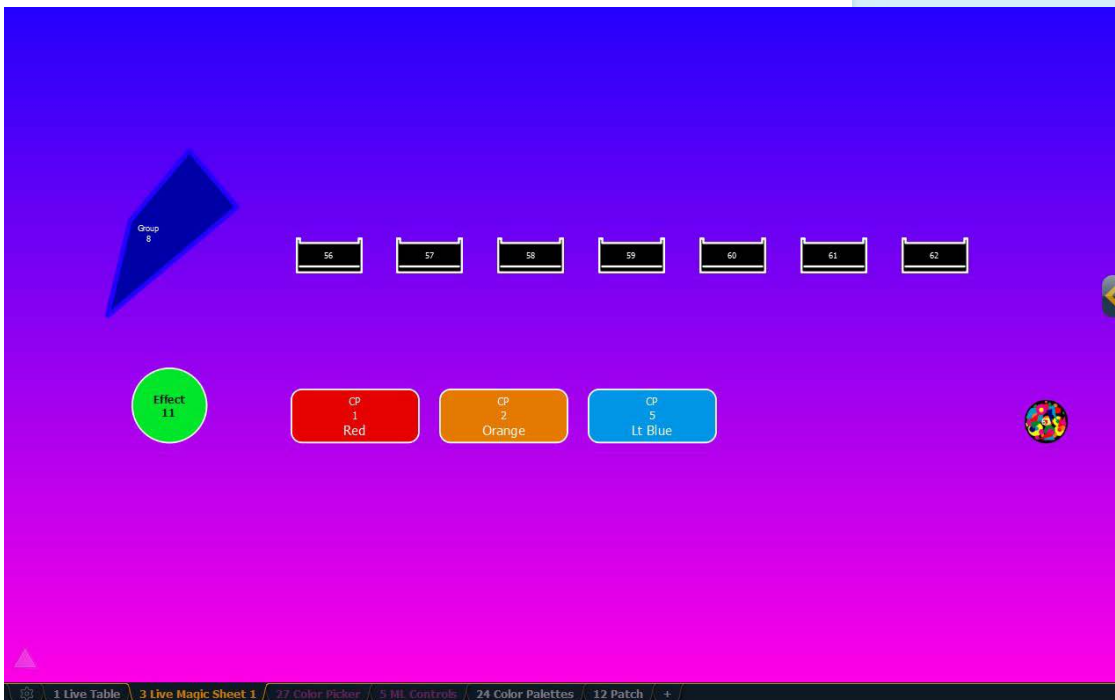 Group
8
56
57
58
59
60
61
62
Effect
11
CP
1
Red
CP
2
Orange
CP
5
Lt Blue
1 Live Table
3 Live Magic Sheet 1
27 Color Picker
5 ML Controls
24 Color Palettes
12 Patch
+